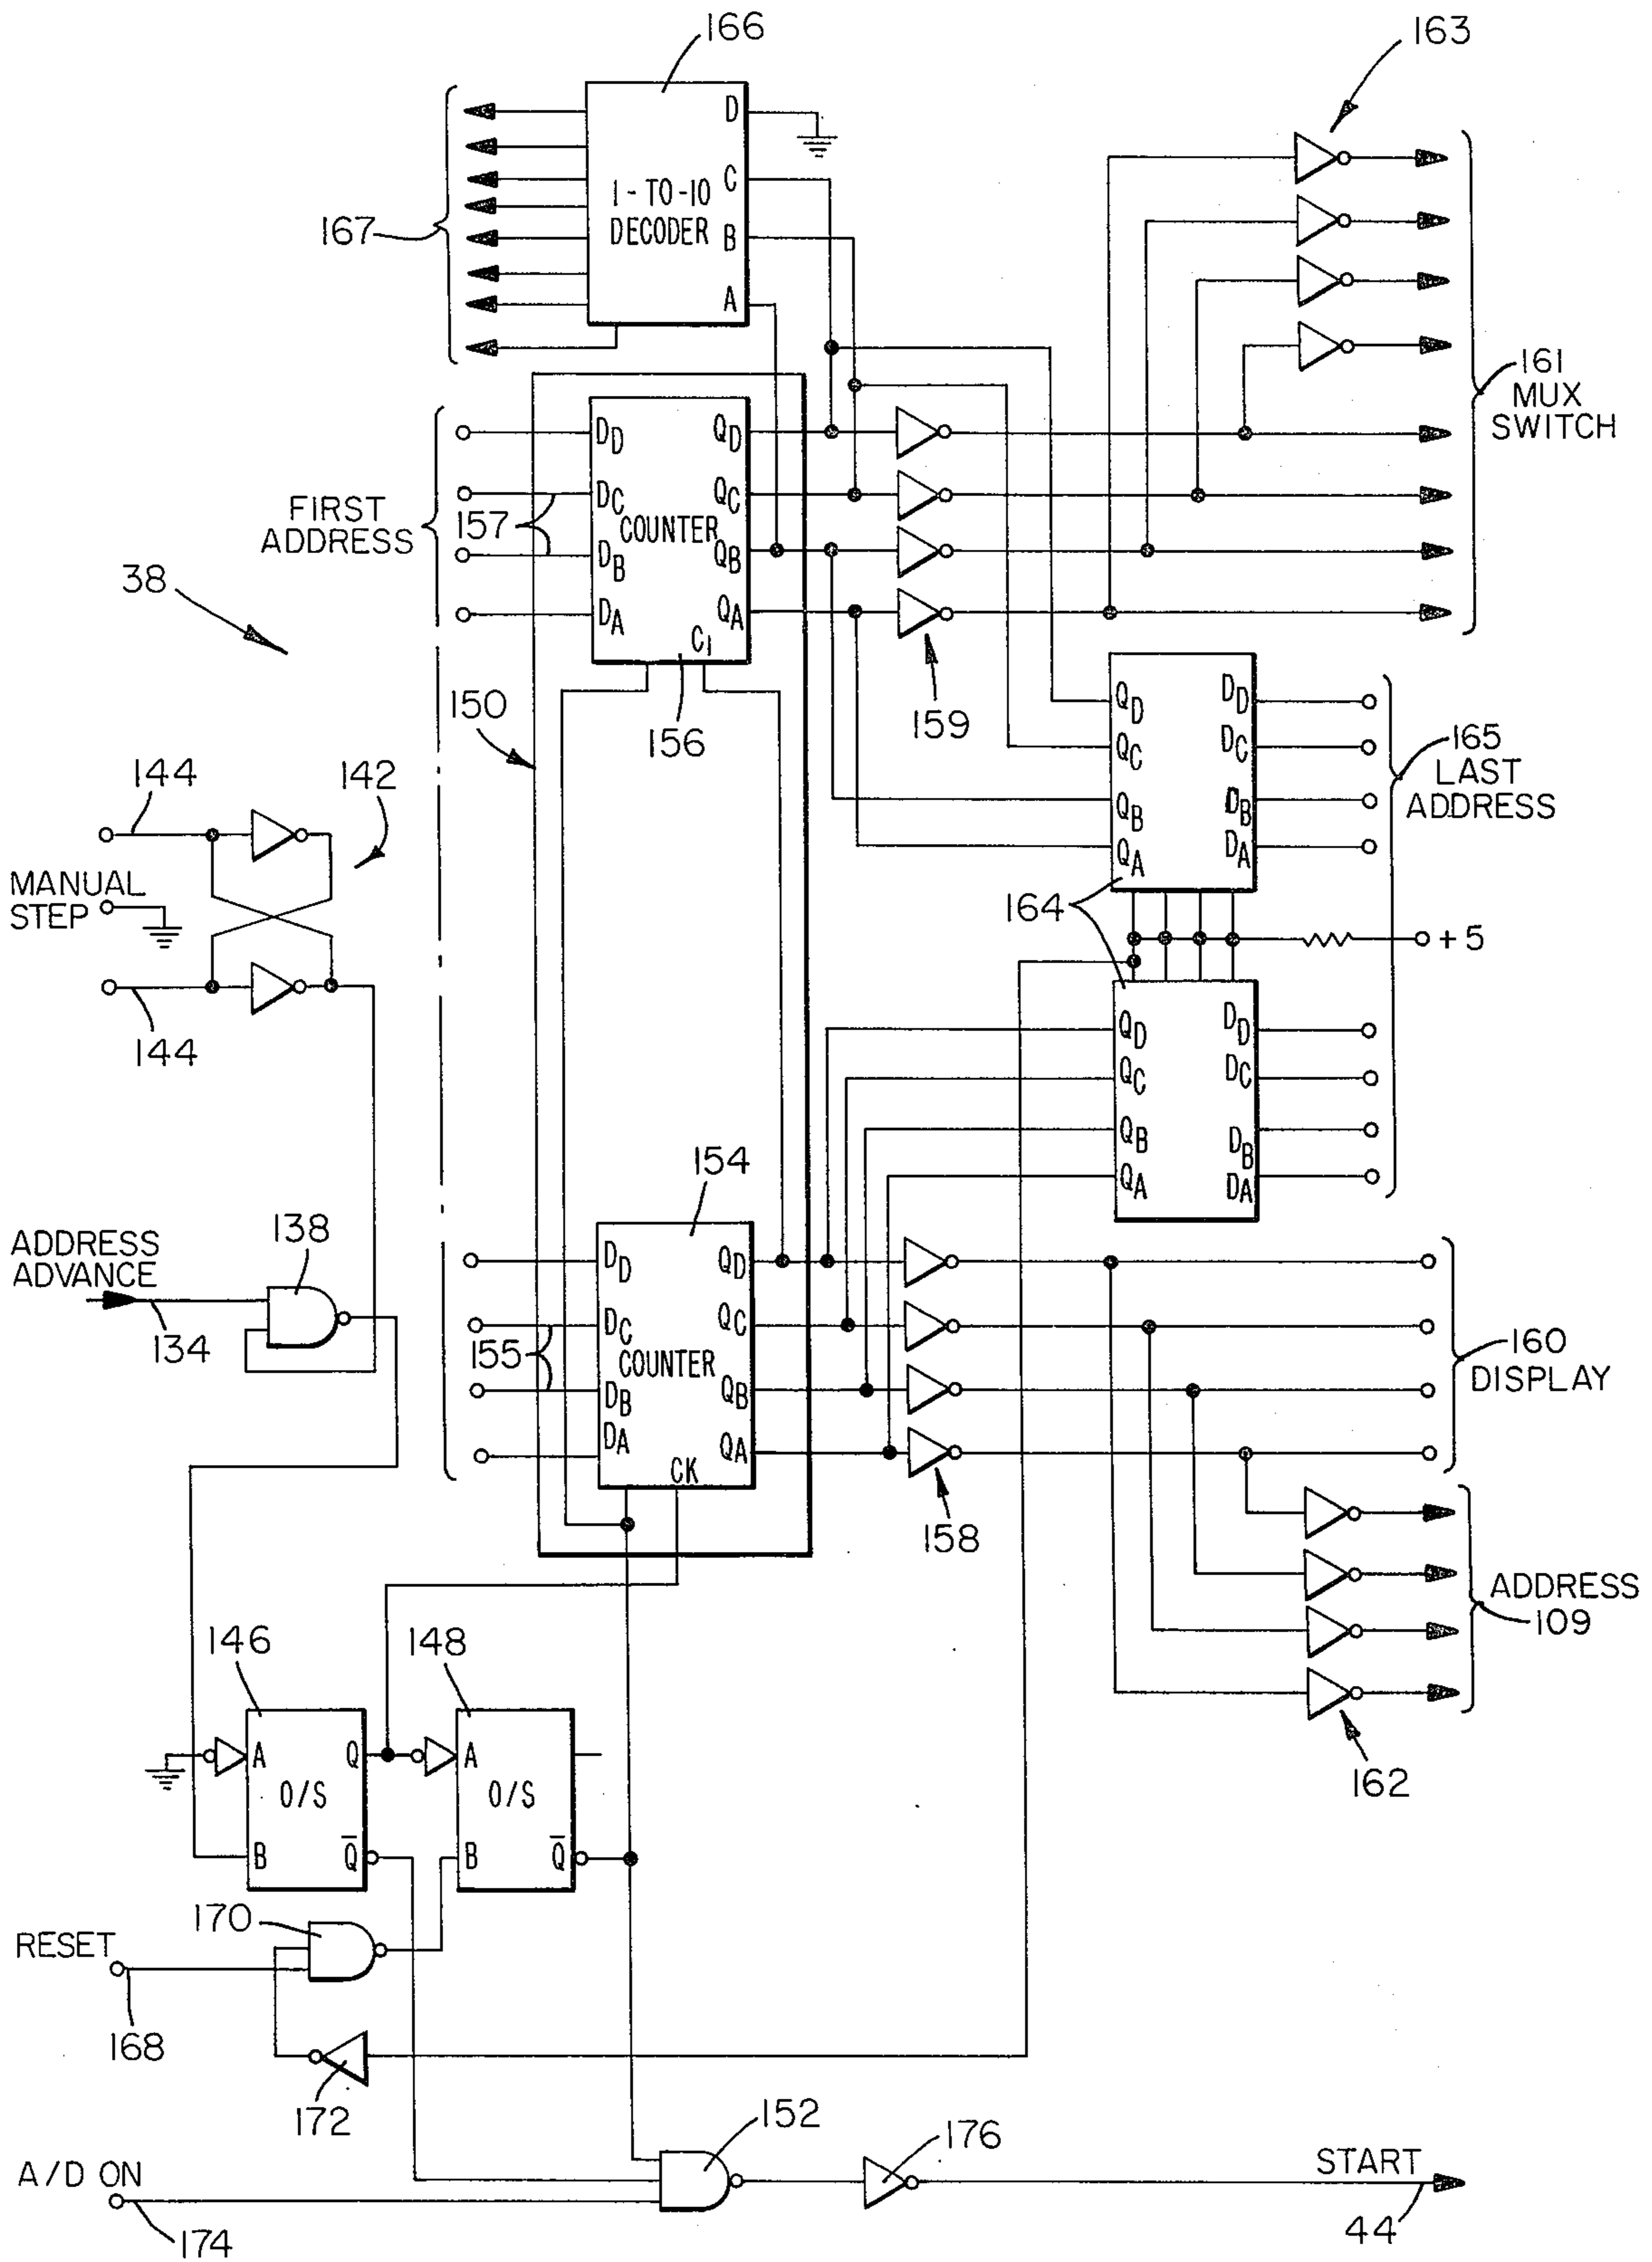 166
163
D
C
1-TO-10
DECODER
B
A
167
161
MUX
SWITCH
FIRST
ADDRESS
DD
QD
DC
QC
157
COUNTER
DB
QB
DA
QA
C1
38
150
156
159
QD
DD
QC
DC
QB
DB
QA
DA
165
LAST
ADDRESS
144
142
MANUAL
STEP
144
164
+5
QD
DD
QC
DC
QB
DB
QA
DA
154
ADDRESS
ADVANCE
138
134
DD
QD
DC
QC
155
COUNTER
DB
QB
DA
QA
CK
158
160
DISPLAY
ADDRESS
109
162
146
148
A
Q
O/S
B
Q̅
A
O/S
B
Q̅
170
RESET
168
172
152
176
A/D ON
174
START
44